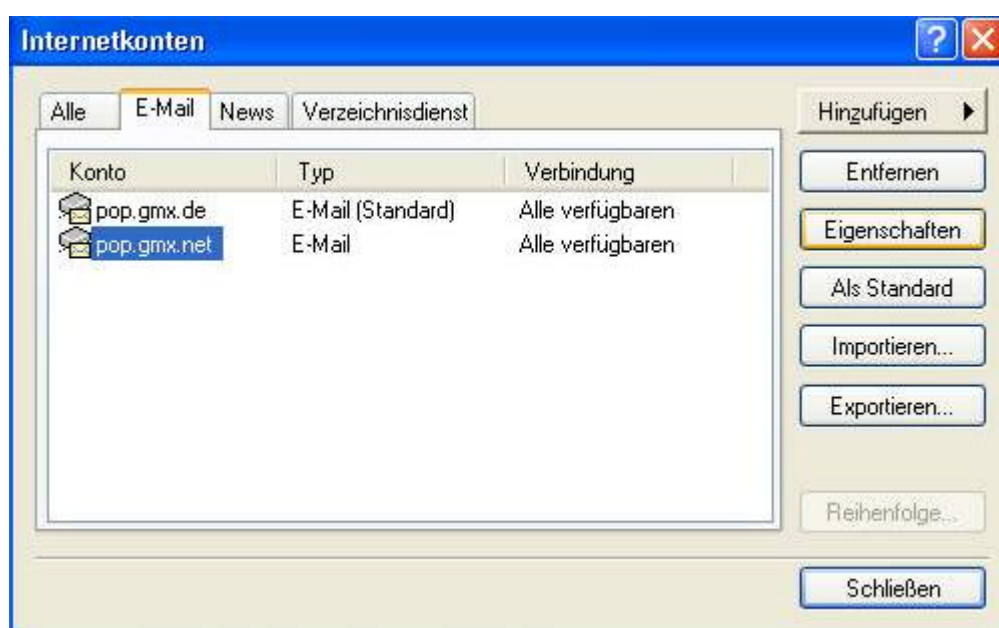 Internetkonten
Alle E-Mail News Verzeichnisdienst
Konto Typ Verbindung
pop.gmx.de E-Mail (Standard) Alle verfügbaren
pop.gmx.net E-Mail Alle verfügbaren
Hinzufügen
Entfernen
Eigenschaften
Als Standard
Importieren...
Exportieren...
Reihenfolge...
Schließen